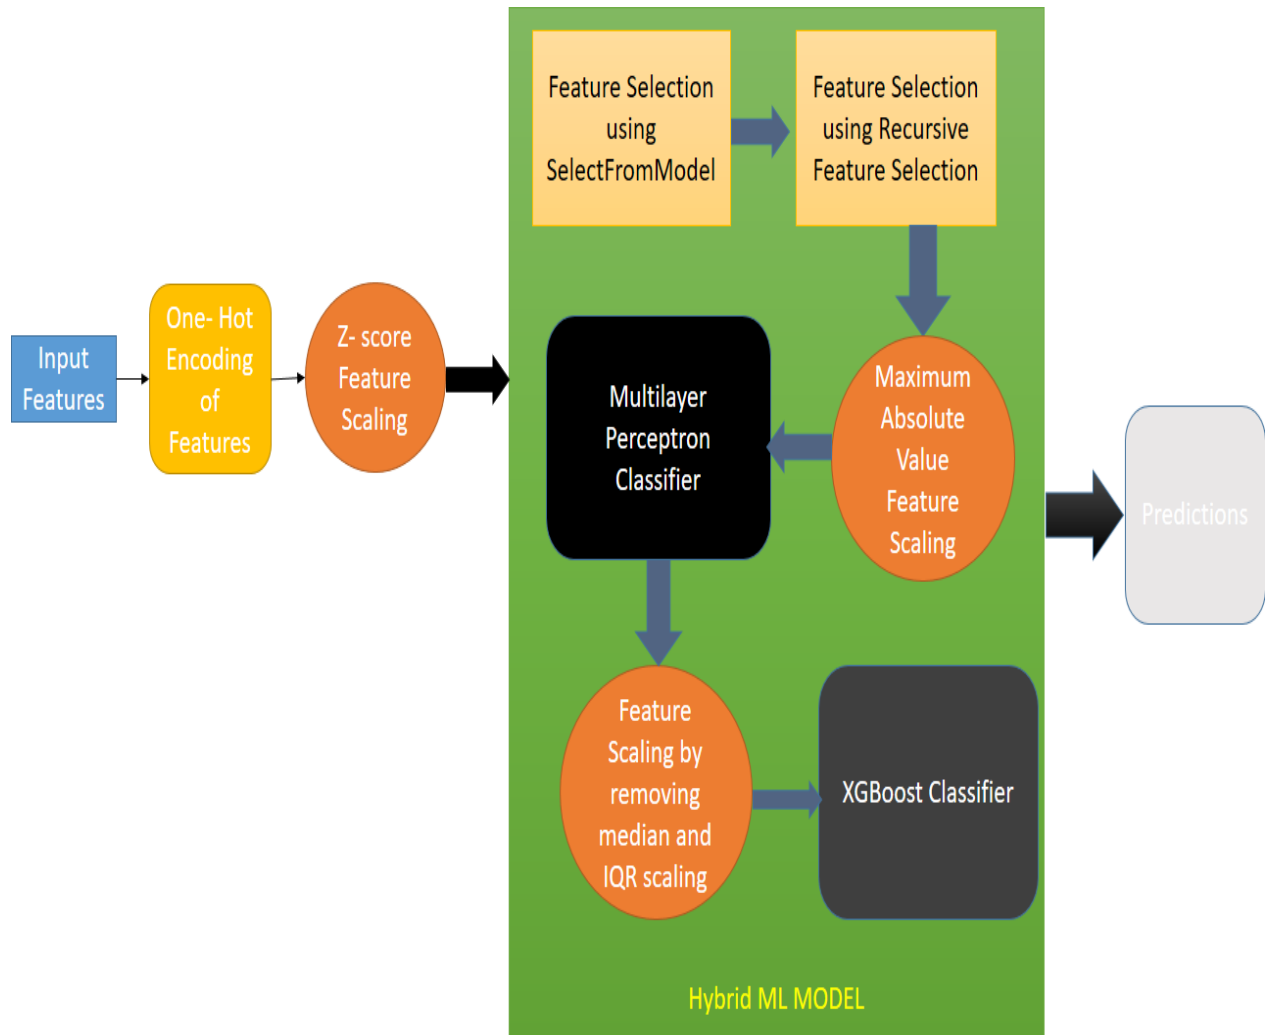 Input
Features
One- Hot
Encoding
of
Features
Z- score
Feature
Scaling
Feature Selection
using
SelectFromModel
Feature Selection
using Recursive
Feature Selection
Maximum
Absolute
Value
Feature
Scaling
Multilayer
Perceptron
Classifier
Feature
Scaling by
removing
median and
IQR scaling
XGBoost Classifier
Hybrid ML MODEL
Predictions